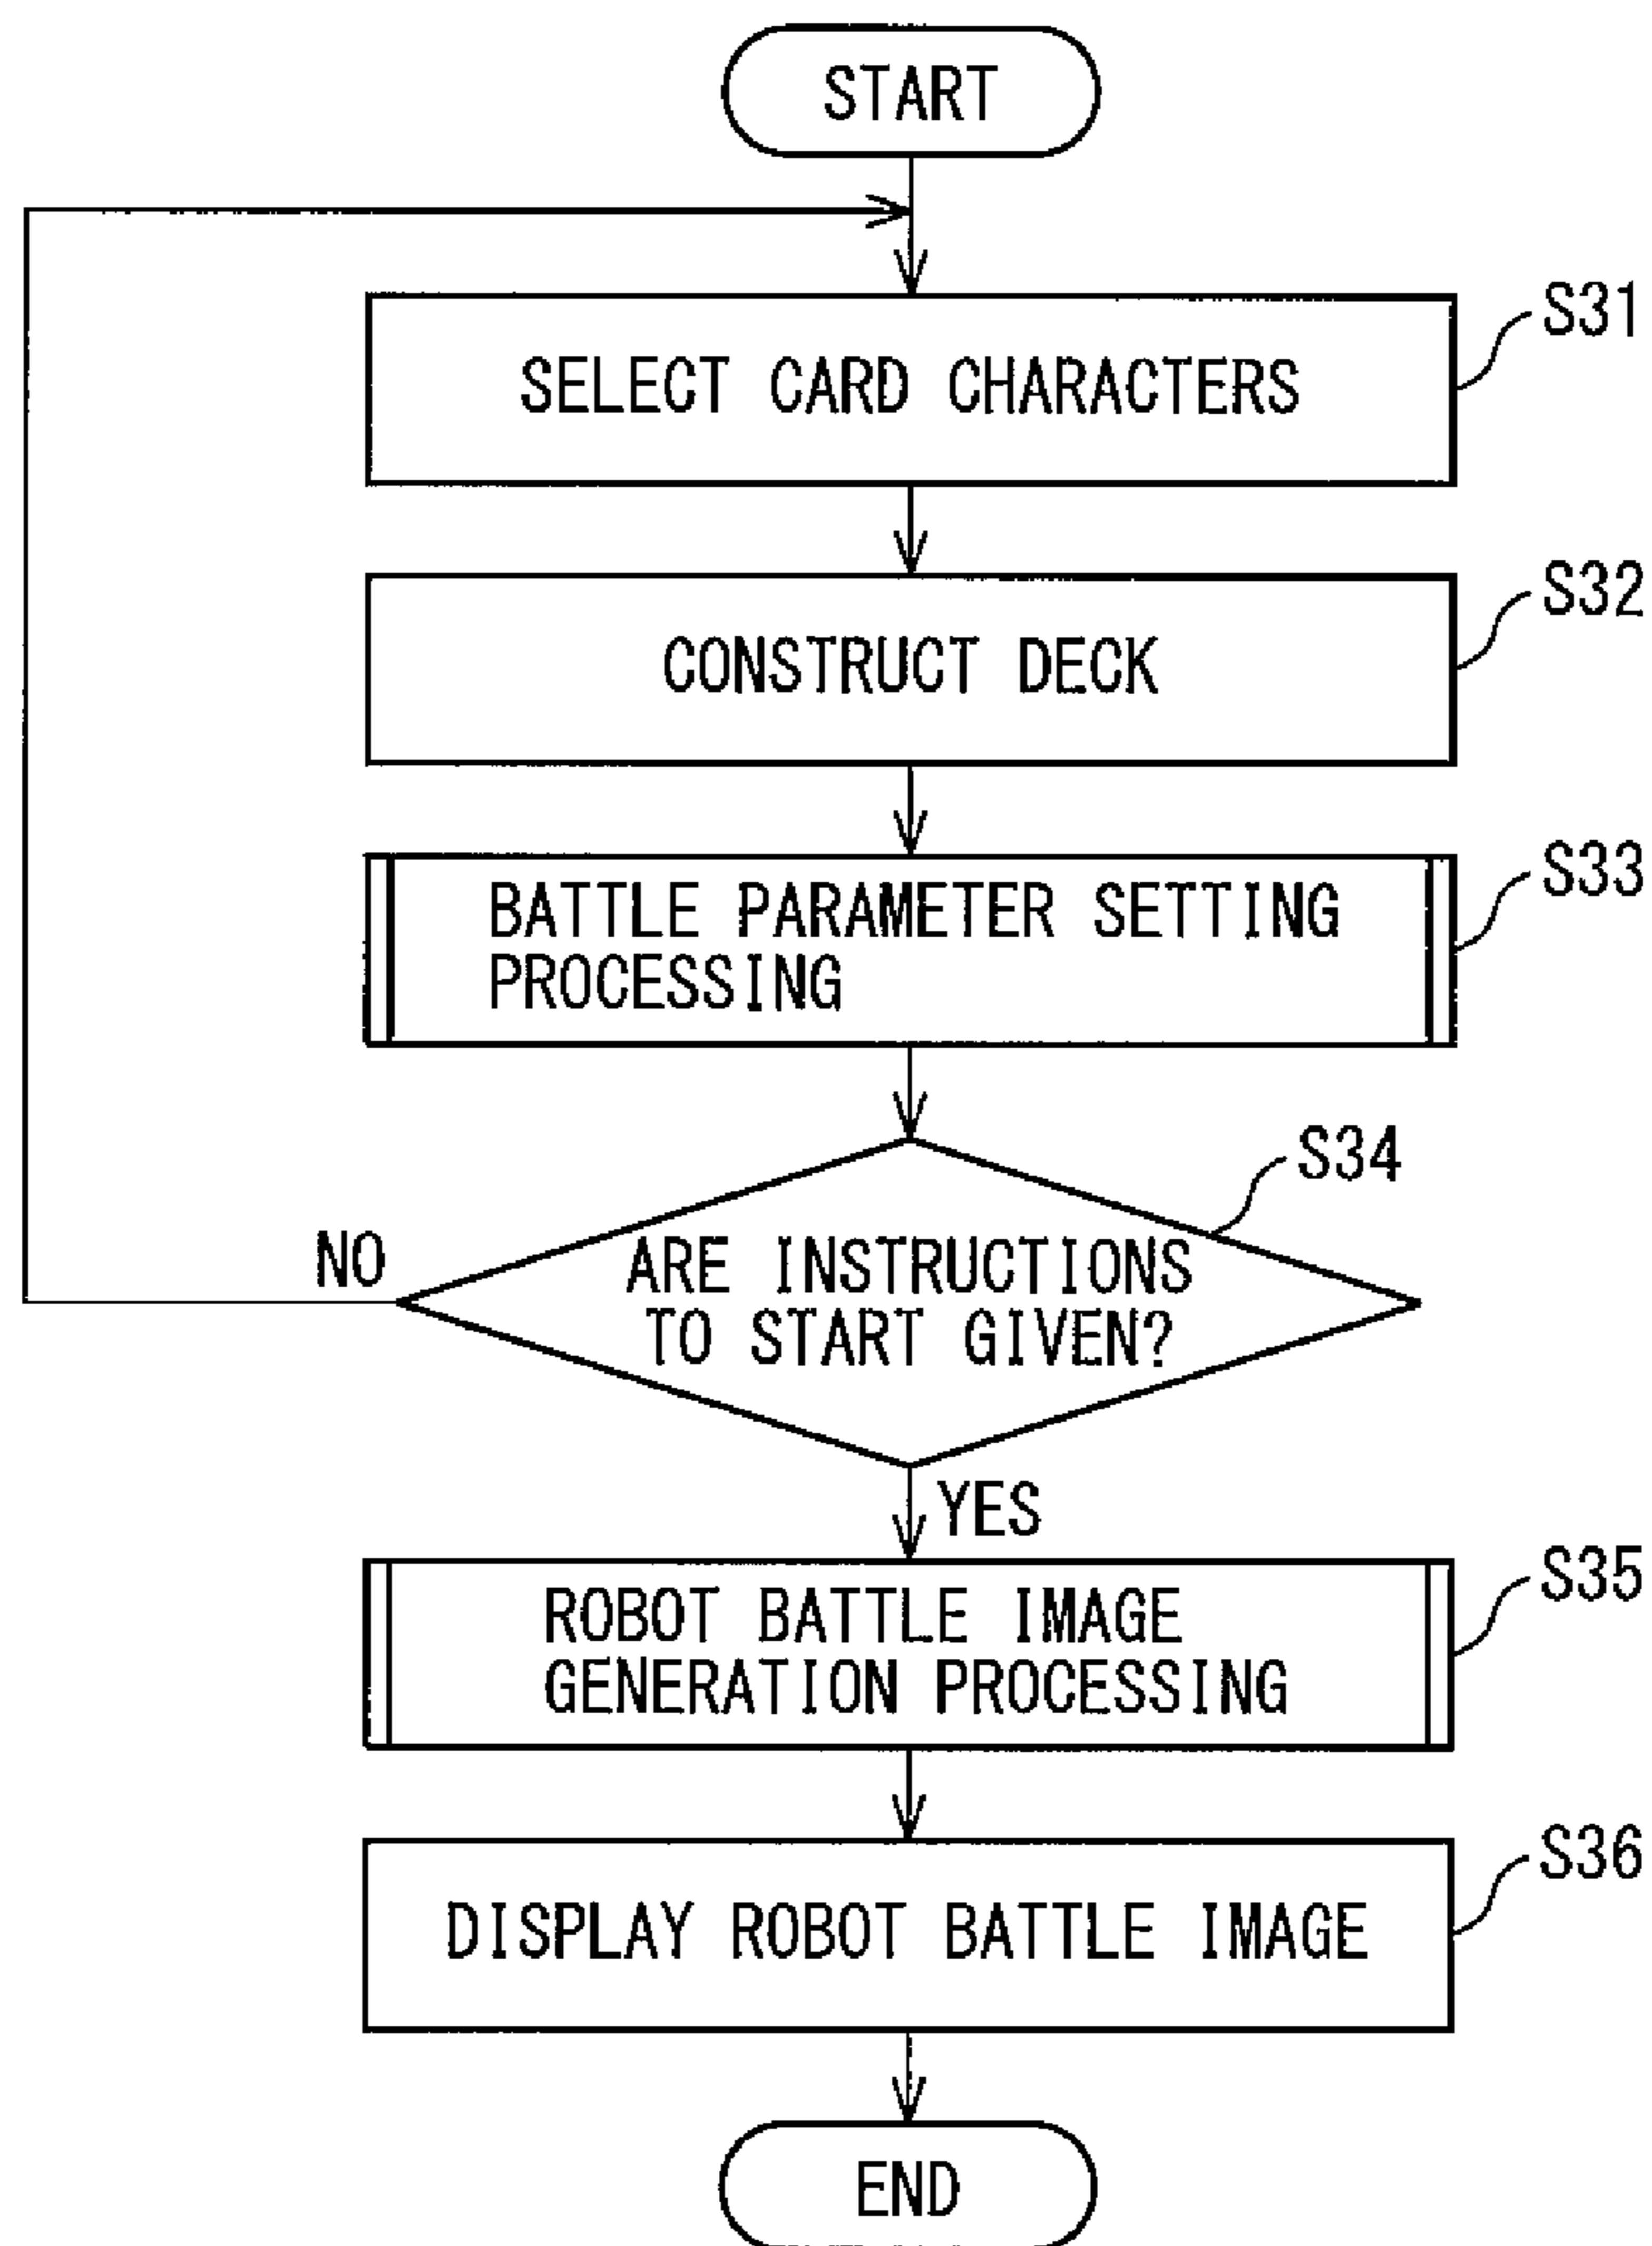 START
S31
SELECT CARD CHARACTERS
S32
CONSTRUCT DECK
S33
BATTLE PARAMETER SETTING
PROCESSING
S34
NO
ARE INSTRUCTIONS
TO START GIVEN?
YES
S35
ROBOT BATTLE IMAGE
GENERATION PROCESSING
S36
DISPLAY ROBOT BATTLE IMAGE
END